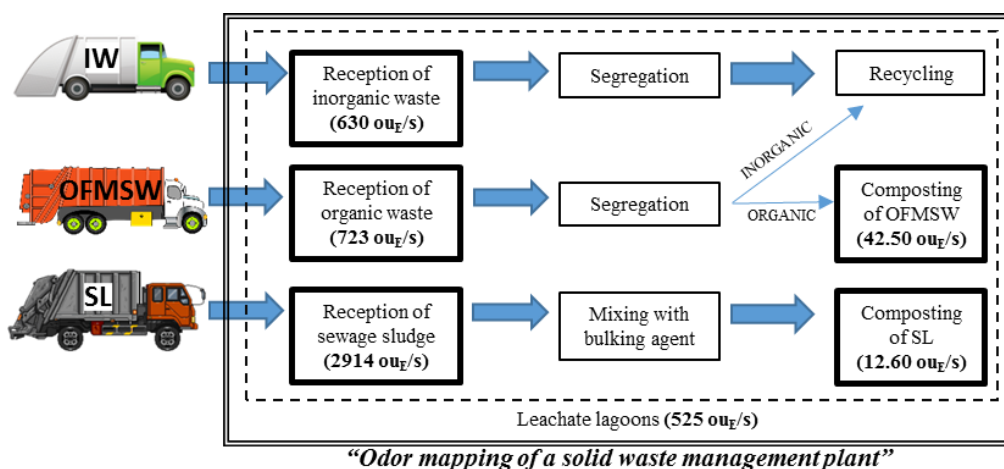 IW
Reception of
inorganic waste
(630 ouE/s)
Segregation
Recycling
OFMSW
Reception of
organic waste
(723 ouE/s)
Segregation
INORGANIC
ORGANIC
Composting
of OFMSW
(42.50 ouE/s)
SL
Reception of
sewage sludge
(2914 ouE/s)
Mixing with
bulking agent
Composting
of SL
(12.60 ouE/s)
Leachate lagoons (525 ouE/s)
“Odor mapping of a solid waste management plant”